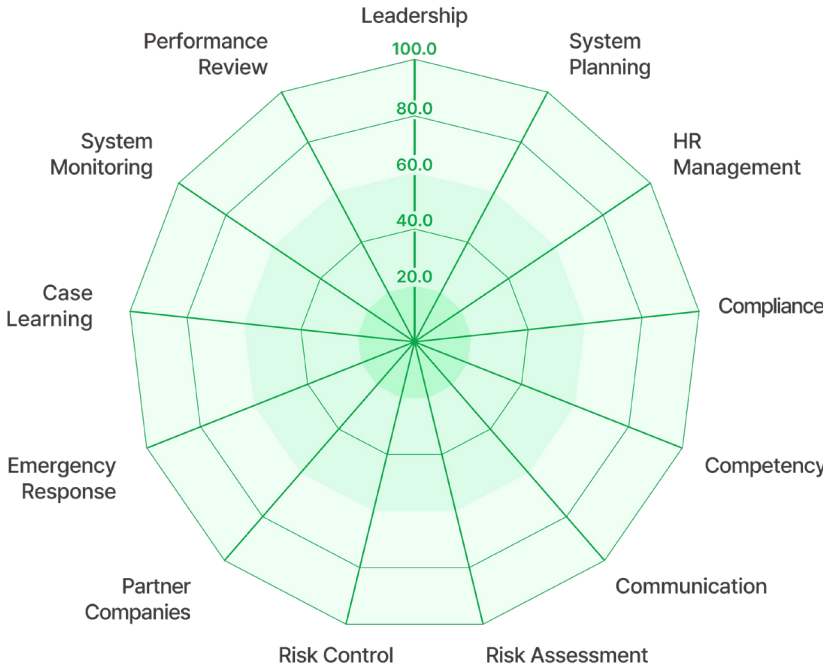 Leadership
Performance
Review
System
Planning
100.0
80.0
60.0
40.0
20.0
System
Monitoring
HR
Management
Case
Learning
Compliance
Emergency
Response
Competency
Partner
Companies
Communication
Risk Control
Risk Assessment